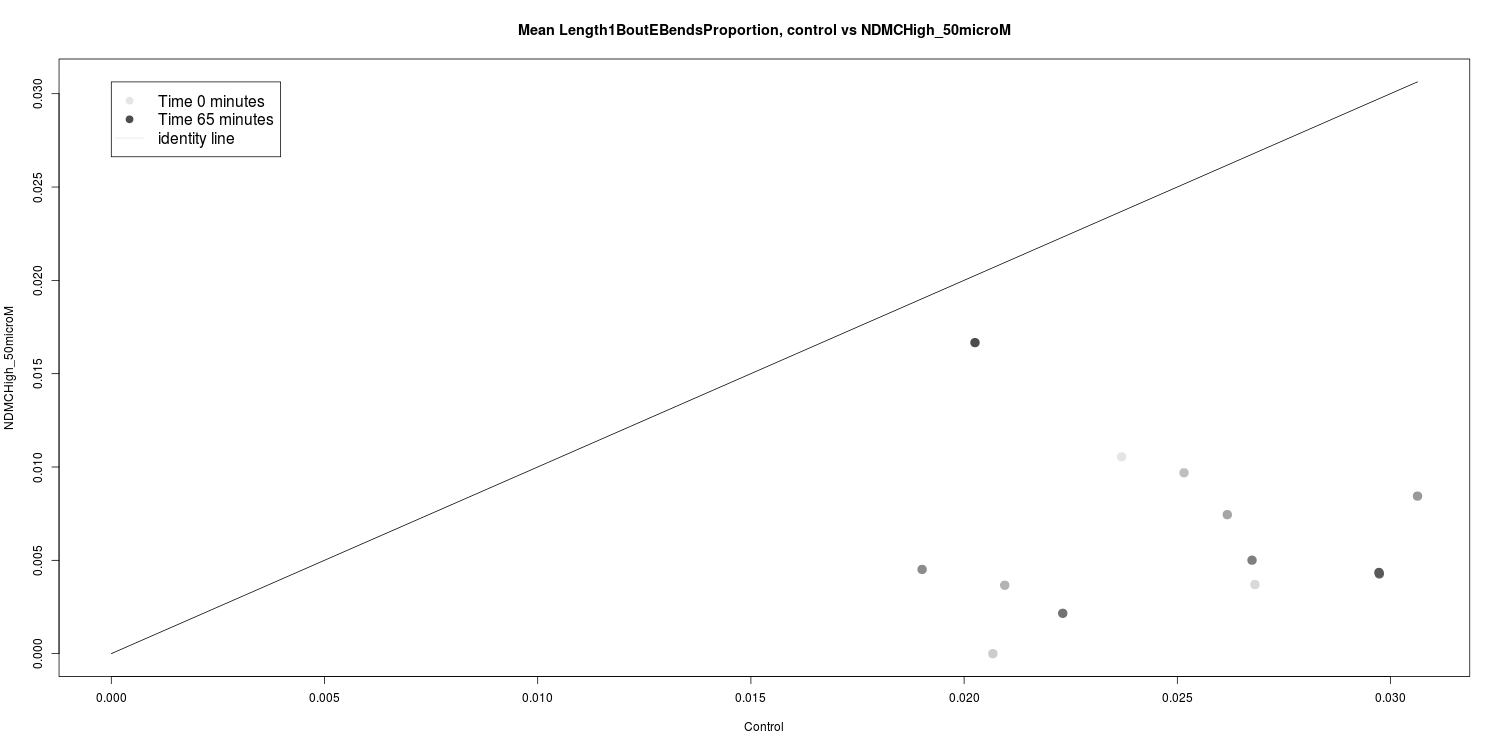 Mean Length1BoutEBendsProportion, control vs NDMCHigh_50microM
Time 0 minutes
Time 65 minutes
identity line
NDMCHigh_50microM
0.030
0.025
0.020
0.015
0.010
0.005
0.000
0.000 0.005 0.010 0.015 0.020 0.025 0.030
Control